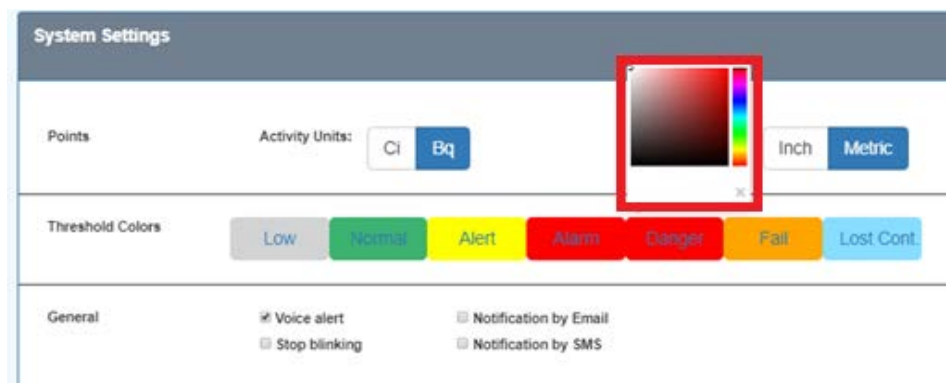 System Settings
Points
Activity Units:
Ci
Bq
×
Inch
Metric
Threshold Colors
Low
Normal
Alert
Alarm
Danger
Fail
Lost Cont.
General
Voice alert
Notification by Email
Stop blinking
Notification by SMS